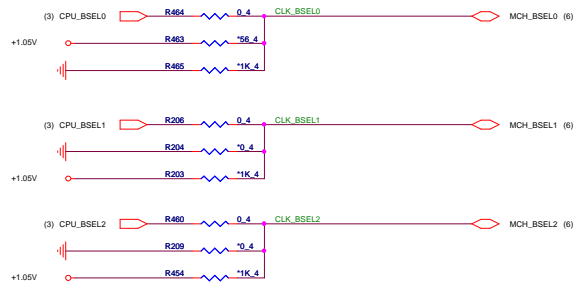 (3) CPU_BSEL0 R464 0_4 CLK_BSEL0 MCH_BSEL0 (6)
+1.05V R463 *56_4
R465 *1K_4
(3) CPU_BSEL1 R206 0_4 CLK_BSEL1 MCH_BSEL1 (6)
R204 *0_4
+1.05V R203 *1K_4
(3) CPU_BSEL2 R460 0_4 CLK_BSEL2 MCH_BSEL2 (6)
R209 *0_4
+1.05V R454 *1K_4